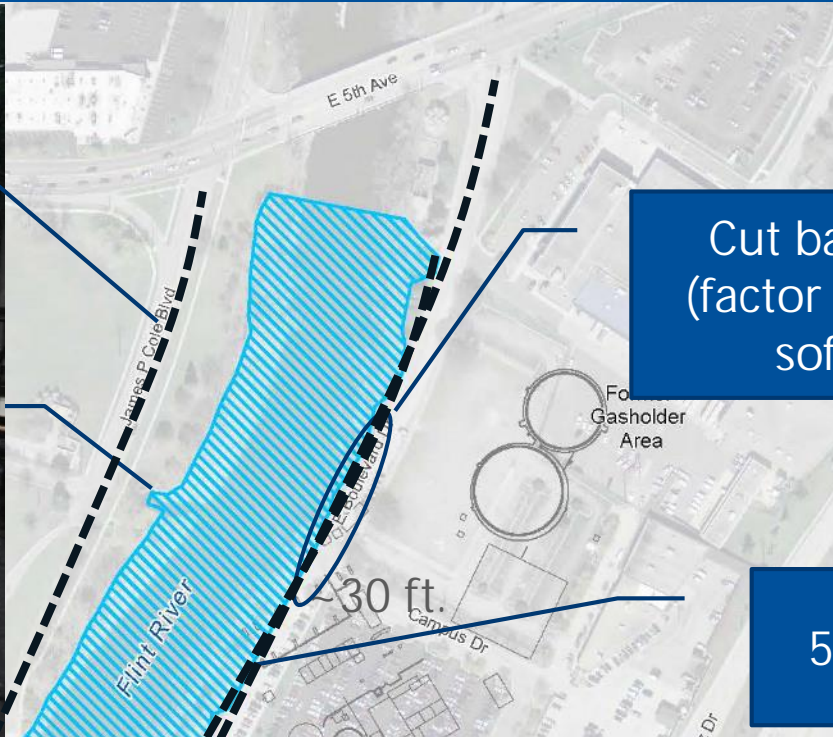 E 5th Ave
James P Cole Blvd
Cut ba
(factor
sof
Gasholder
Area
E Boulevard
~30 ft.
Campus Dr
Flint River
5
Dr